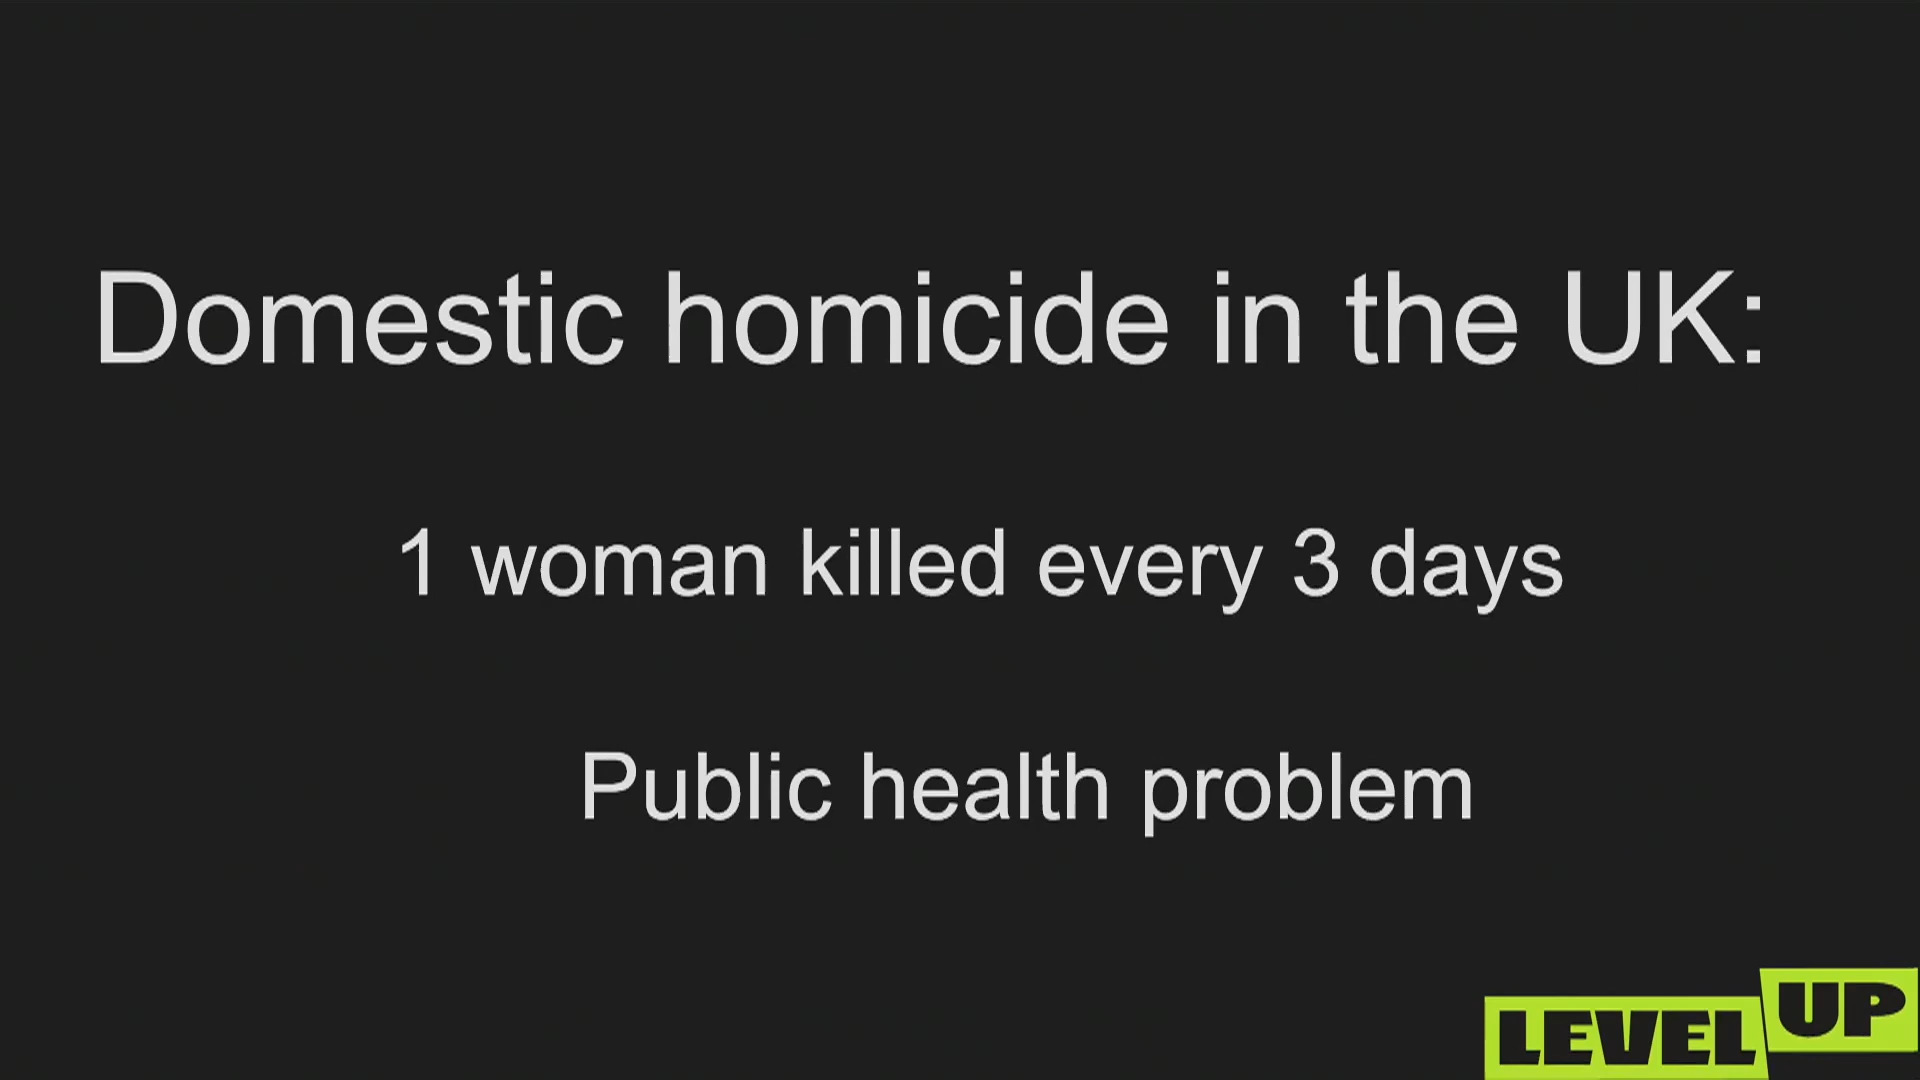 Domestic homicide in the UK:
1 woman killed every 3 days
Public health problem
LEVEL UP